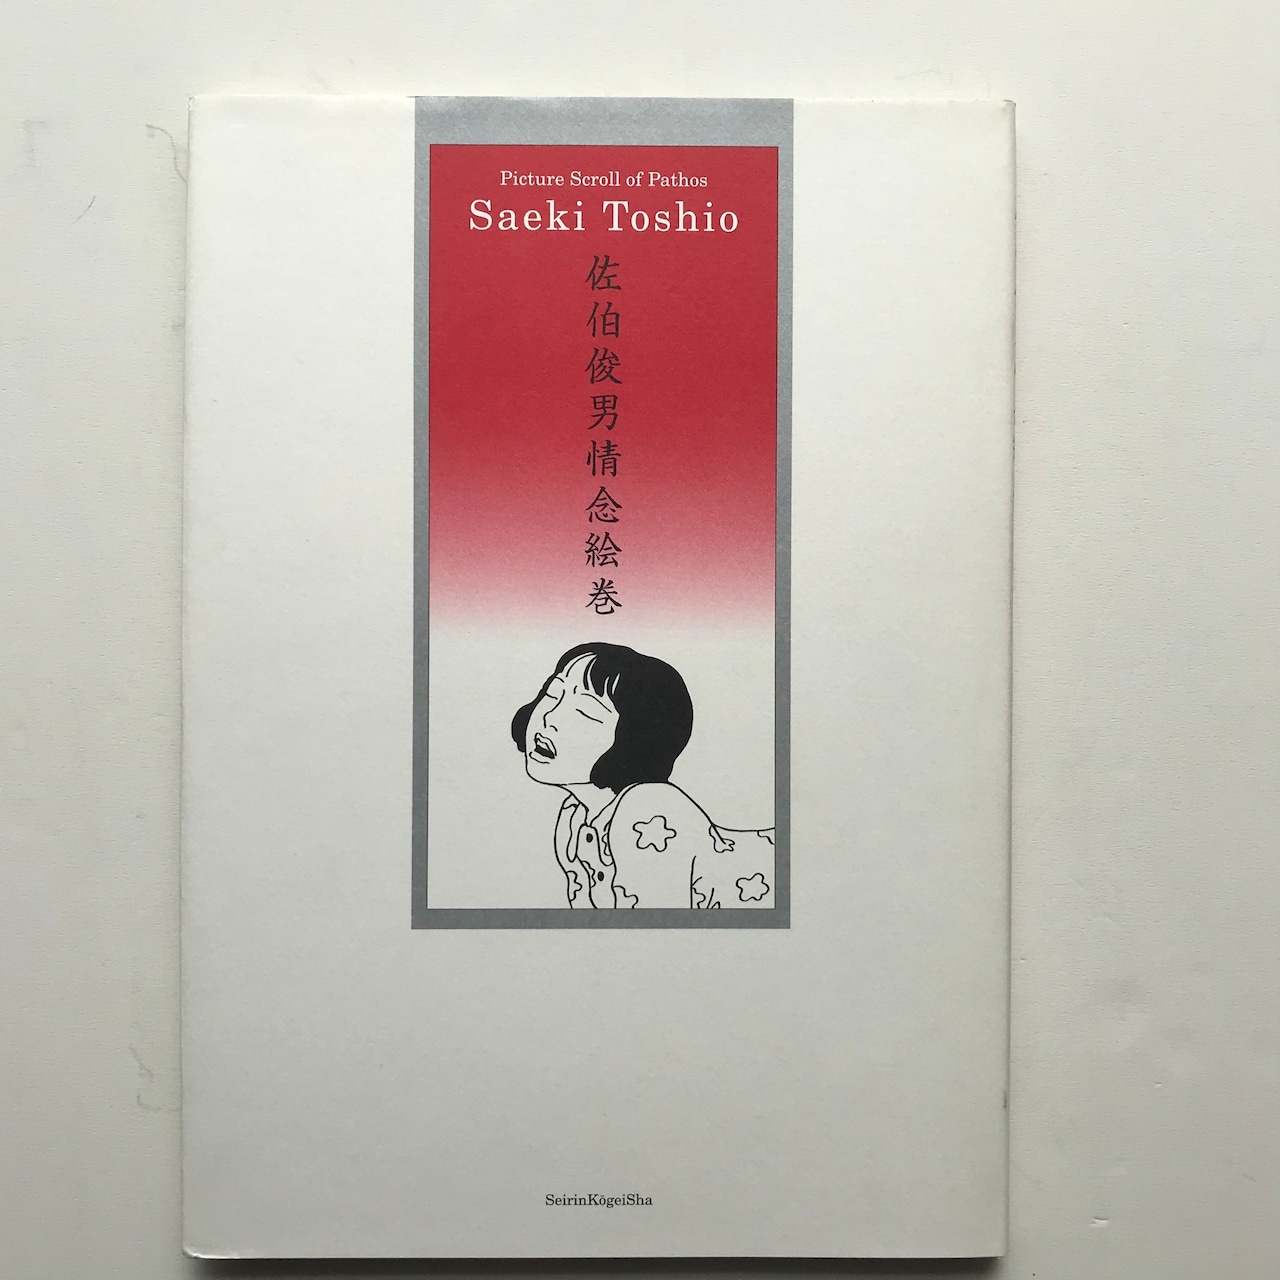 Picture Scroll of Pathos
Saeki Toshio
佐伯俊男情念絵巻
SeirinKōgeiSha